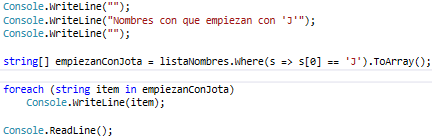 Console.WriteLine("");
Console.WriteLine("Nombres con que empiezan con 'J'");
Console.WriteLine("");
string[] empiezanConJota = listaNombres.Where(s => s[0] == 'J').ToArray();
foreach (string item in empiezanConJota)
Console.WriteLine(item);
Console.ReadLine();